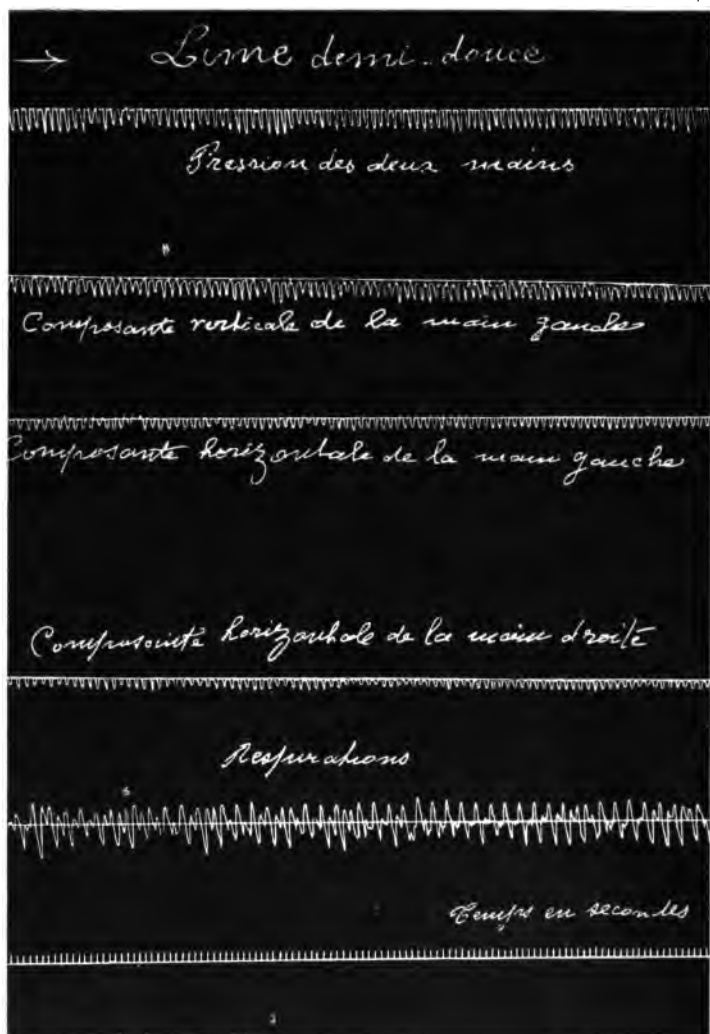 Lime demi-douce
Pression des deux mains
Composante verticale de la main gauche
Composante horizontale de la main gauche
Composante horizontale de la main droite
Respirations
Temps en secondes